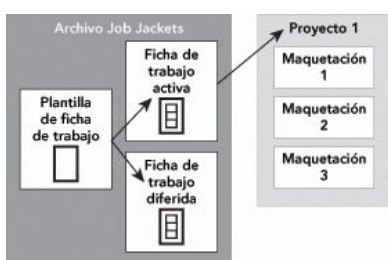 Archivo Job Jackets
Ficha de
trabajo
activa
Plantilla
de ficha
de trabajo
Ficha de
trabajo
diferida
Proyecto 1
Maquetación
1
Maquetación
2
Maquetación
3